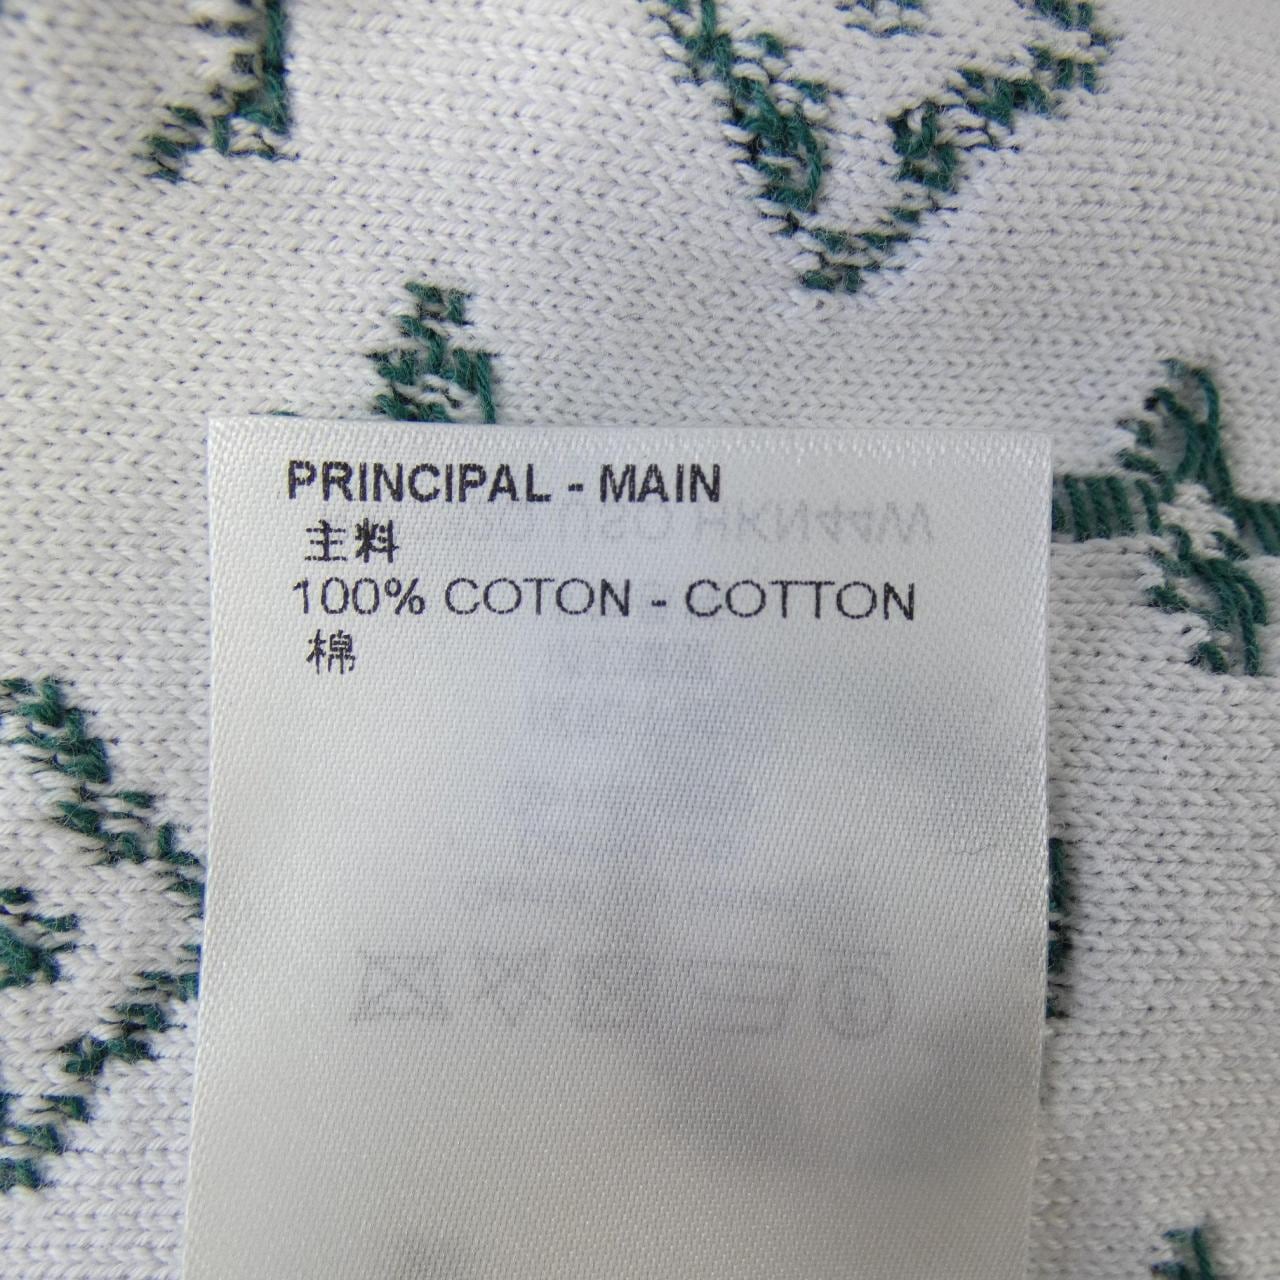 PRINCIPAL - MAIN
主料
100% COTON - COTTON
棉